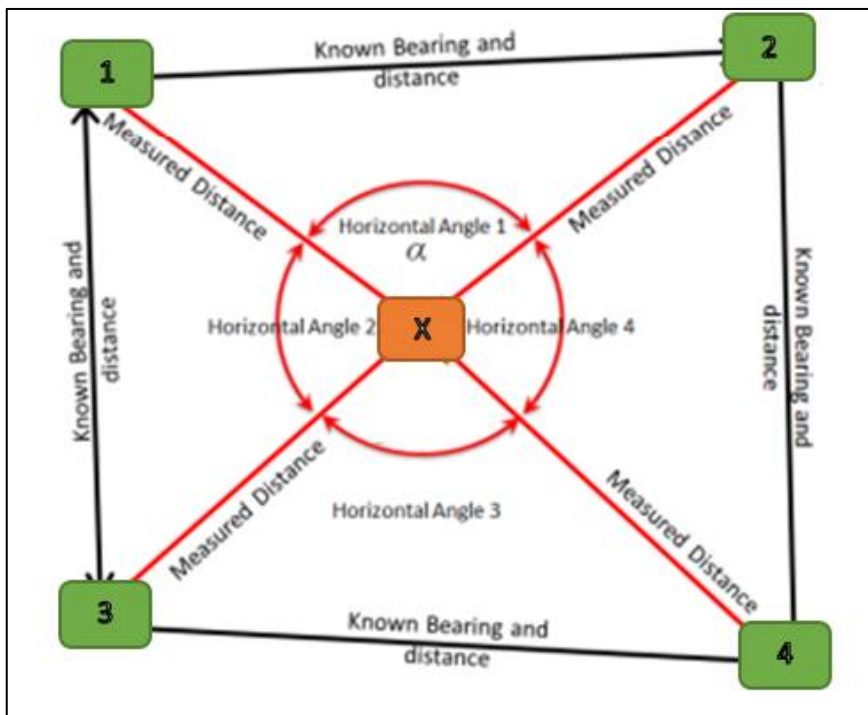 1
Known Bearing and
distance
2
Measured Distance
Measured Distance
Horizontal Angle 1
α
Known Bearing and
distance
Horizontal Angle 2
X
Horizontal Angle 4
Known Bearing and
distance
Measured Distance
Horizontal Angle 3
Measured Distance
3
Known Bearing and
distance
4